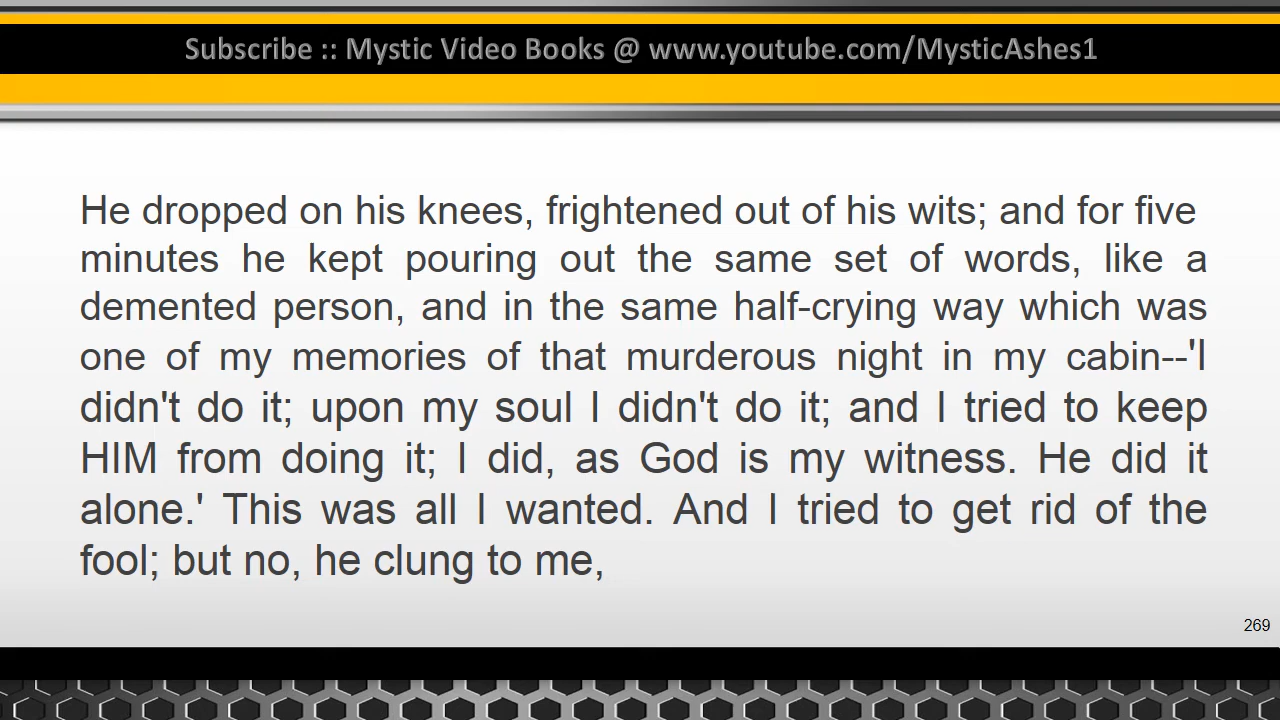 Subscribe :: Mystic Video Books @ www.youtube.com/MysticAshes1
He dropped on his knees, frightened out of his wits; and for five
minutes he kept pouring out the same set of words, like a
demented person, and in the same half-crying way which was
one of my memories of that murderous night in my cabin--'I
didn't do it; upon my soul I didn't do it; and I tried to keep
HIM from doing it; I did, as God is my witness. He did it
alone.' This was all I wanted. And I tried to get rid of the
fool; but no, he clung to me,
269